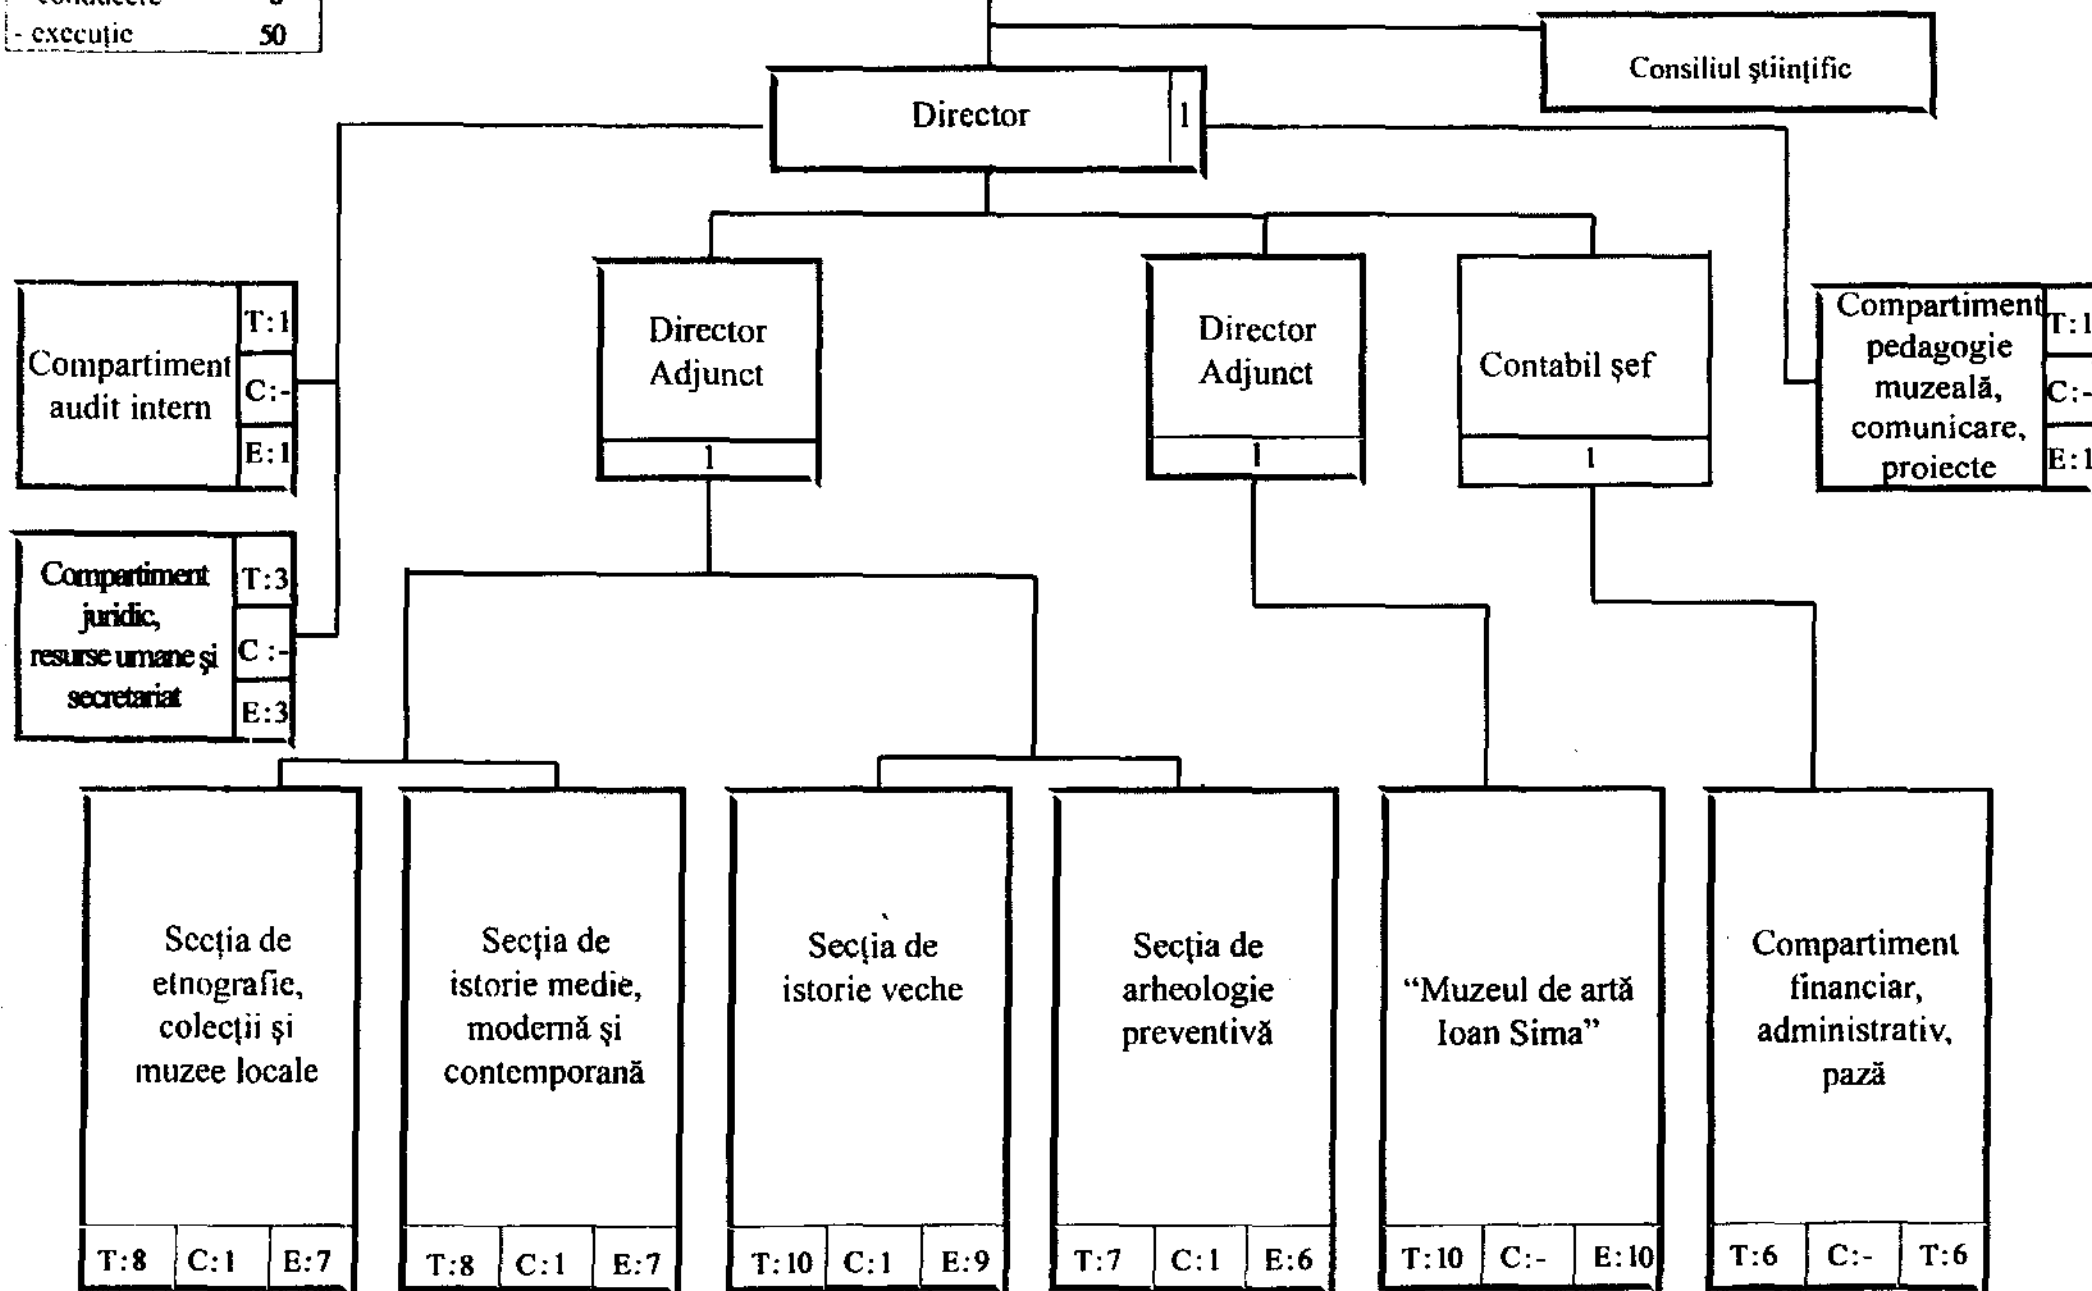 - execuție 50
Consiliul științific
Director 1
Compartiment
audit intern
T:1
C:-
E:1
Director
Adjunct
1
Director
Adjunct
1
Contabil șef
1
Compartiment
pedagogie
muzeală,
comunicare,
proiecte
T:1
C:-
E:1
Compartiment
juridic,
resurse umane și
secretariat
T:3
C :-
E:3
Secția de
etnografie,
colecții și
muzee locale
T:8 C:1 E:7
Secția de
istorie medie,
modernă și
contemporană
T:8 C:1 E:7
Secția de
istorie veche
T:10 C:1 E:9
Secția de
arheologie
preventivă
T:7 C:1 E:6
“Muzeul de artă
Ioan Sima”
T:10 C:- E:10
Compartiment
financiar,
administrativ,
pază
T:6 C:- T:6